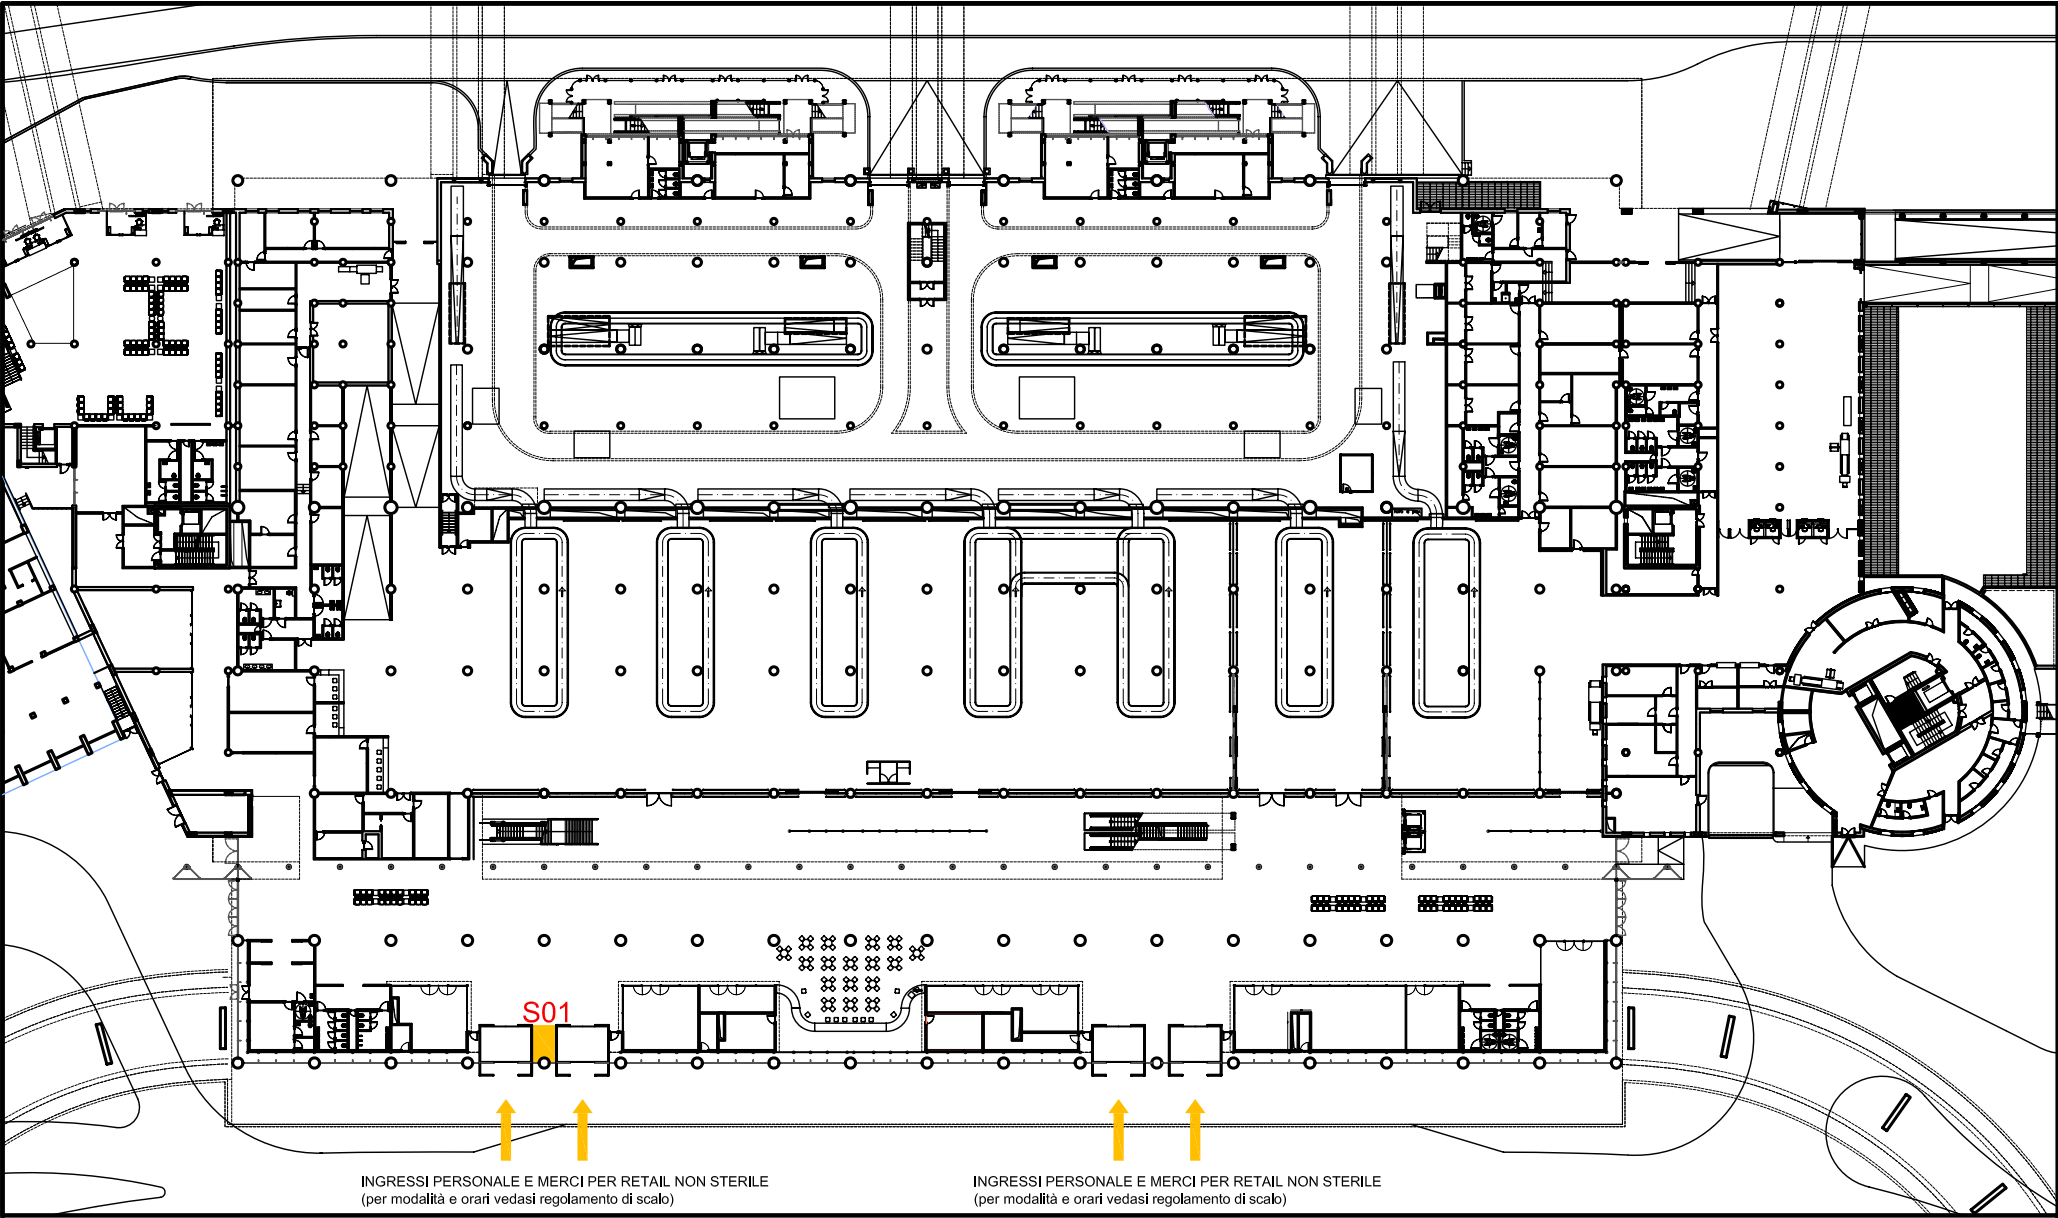 S01
INGRESSI PERSONALE E MERCI PER RETAIL NON STERILE
(per modalità e orari vedasi regolamento di scalo)
INGRESSI PERSONALE E MERCI PER RETAIL NON STERILE
(per modalità e orari vedasi regolamento di scalo)